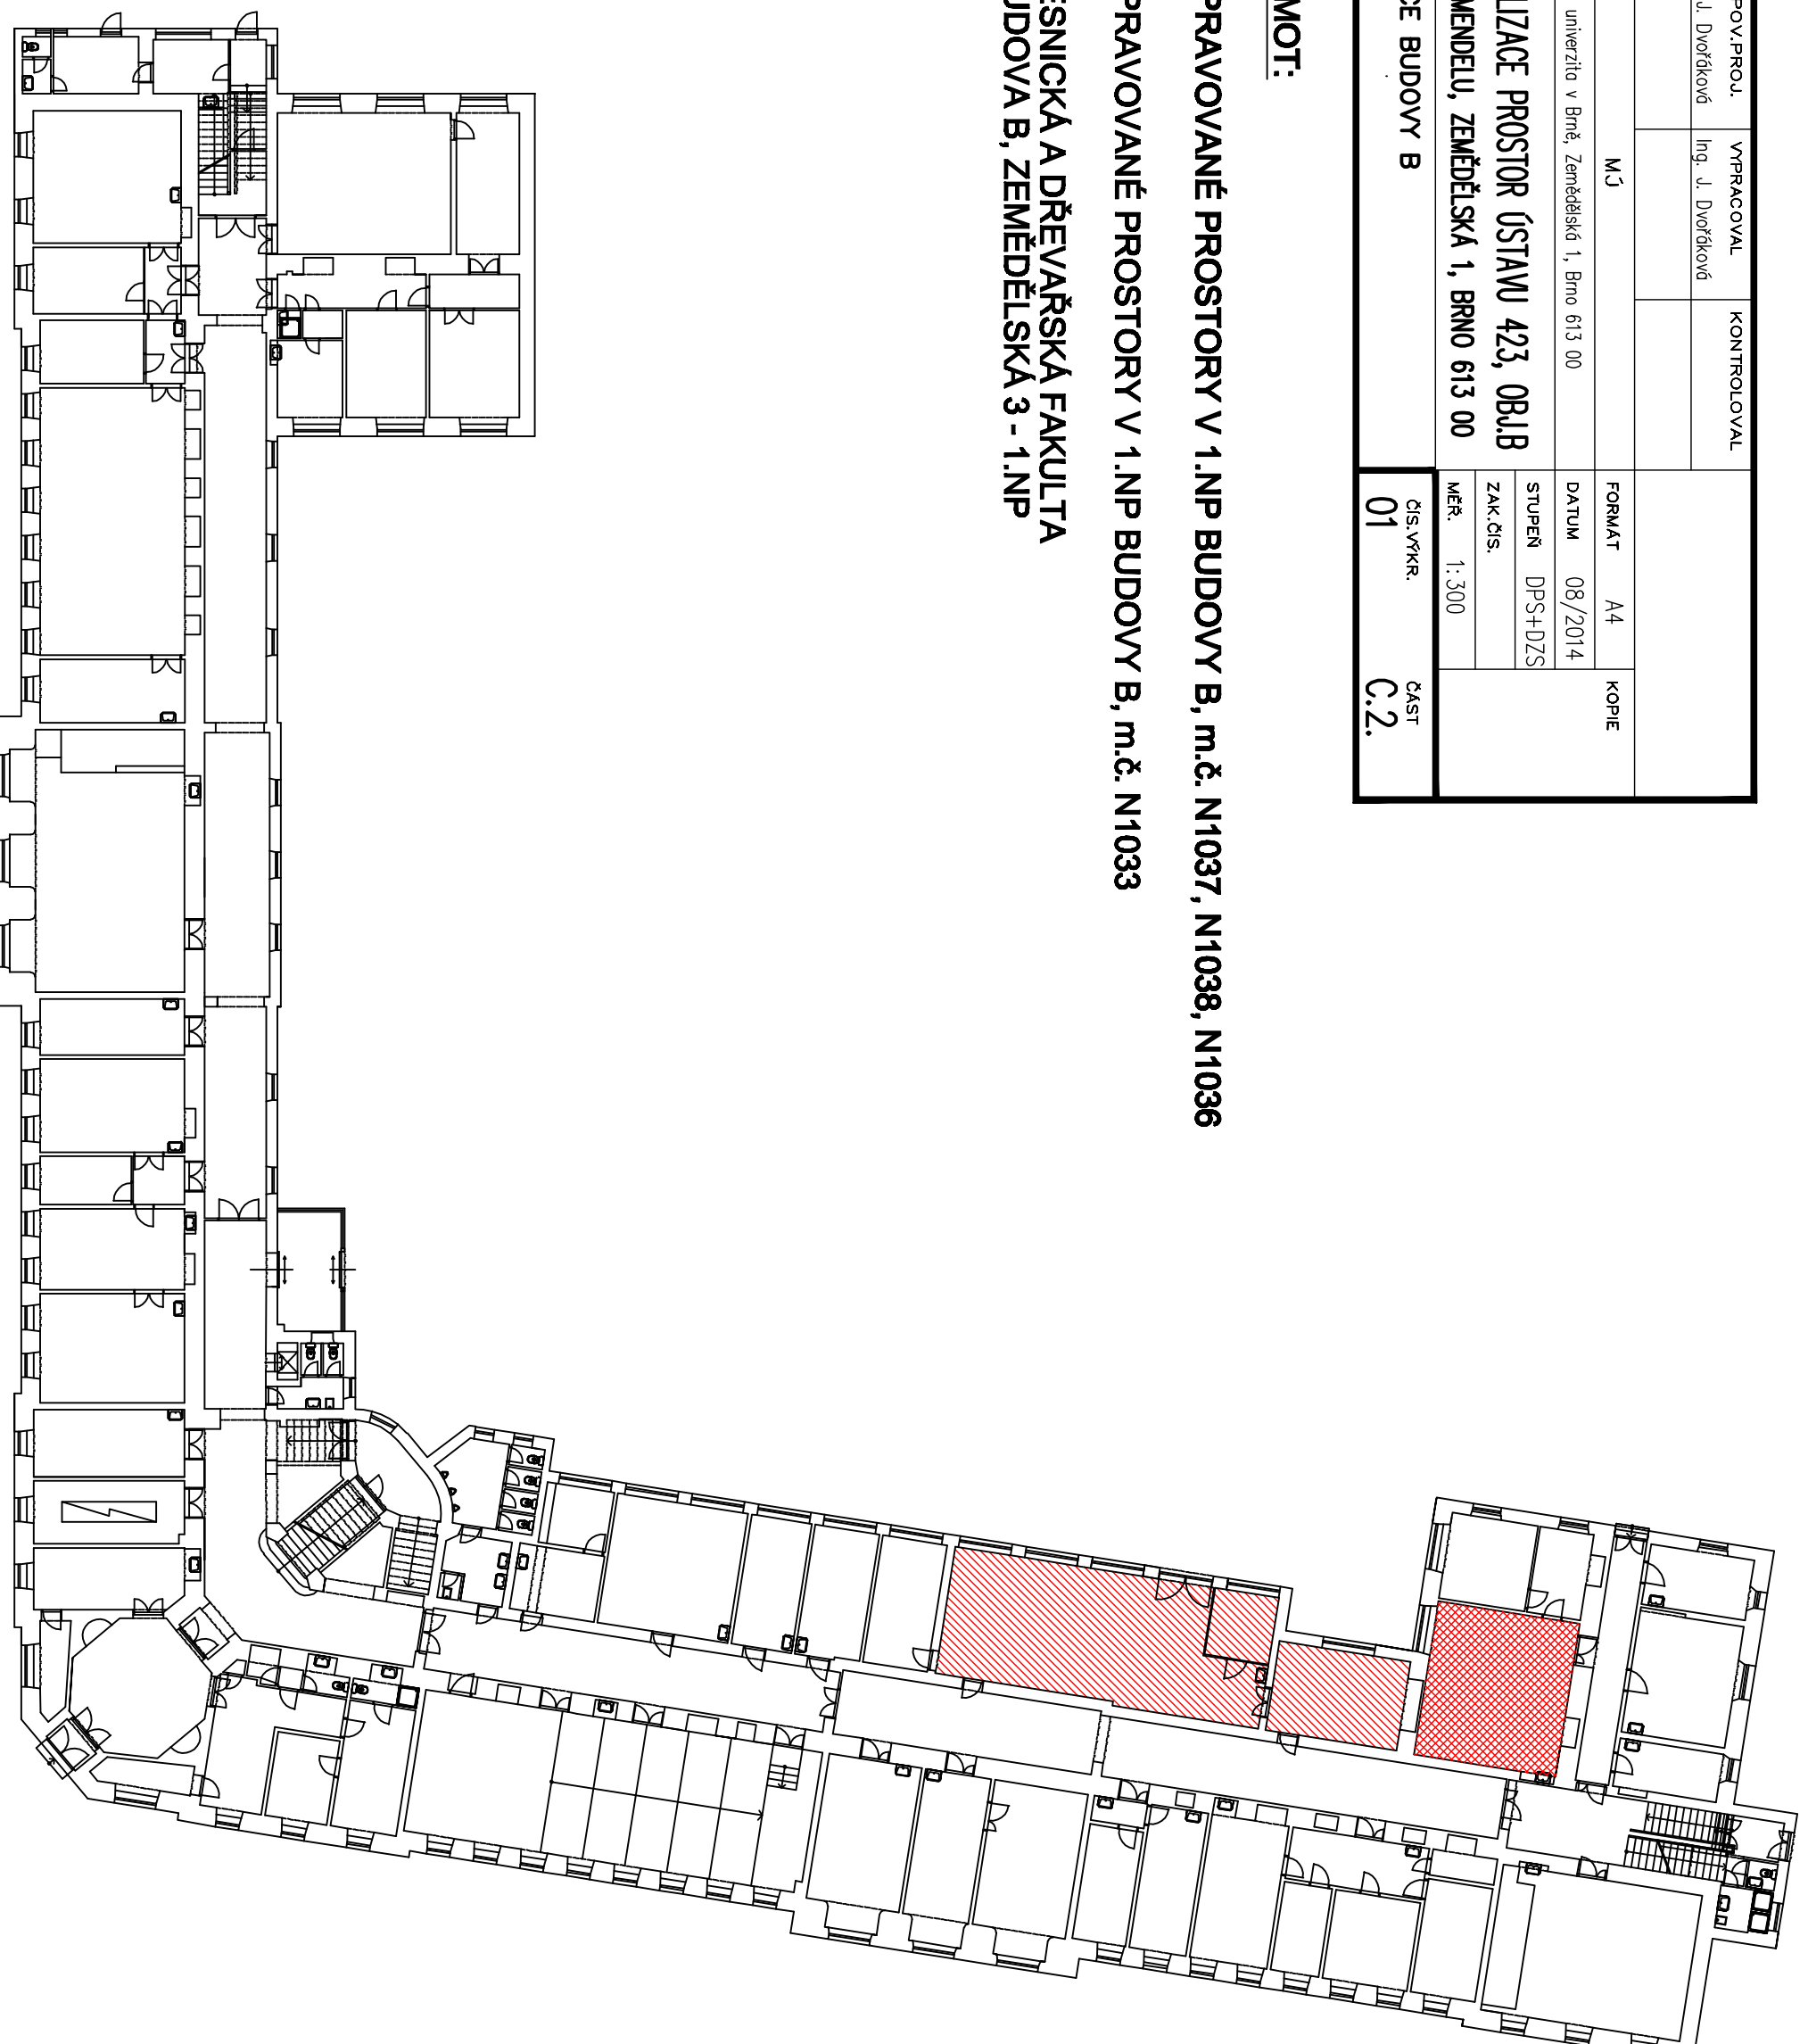 POV.PROJ. VYPRACOVAL KONTROLOVAL
J. Dvořáková Ing. J. Dvořáková
MJ
FORMÁT A4 KOPIE
univerzita v Brně, Zemědělská 1, Brno 613 00
DATUM 08/2014
LIZACE PROSTOR ÚSTAVU 423, OBJ.B
STUPEŇ DPS+DZS
ZAK.ČÍS.
MENDELU, ZEMĚDĚLSKÁ 1, BRNO 613 00
MĚŘ. 1:300
CE BUDOVY B
ČÍS.VÝKR. ČÁST
01 C.2.
MOT:
PRAVOVANÉ PROSTORY V 1.NP BUDOVY B, m.č. N1037, N1038, N1036
PRAVOVANÉ PROSTORY V 1.NP BUDOVY B, m.č. N1033
ESNICKÁ A DŘEVAŘSKÁ FAKULTA
UDOVA B, ZEMĚDĚLSKÁ 3 - 1.NP